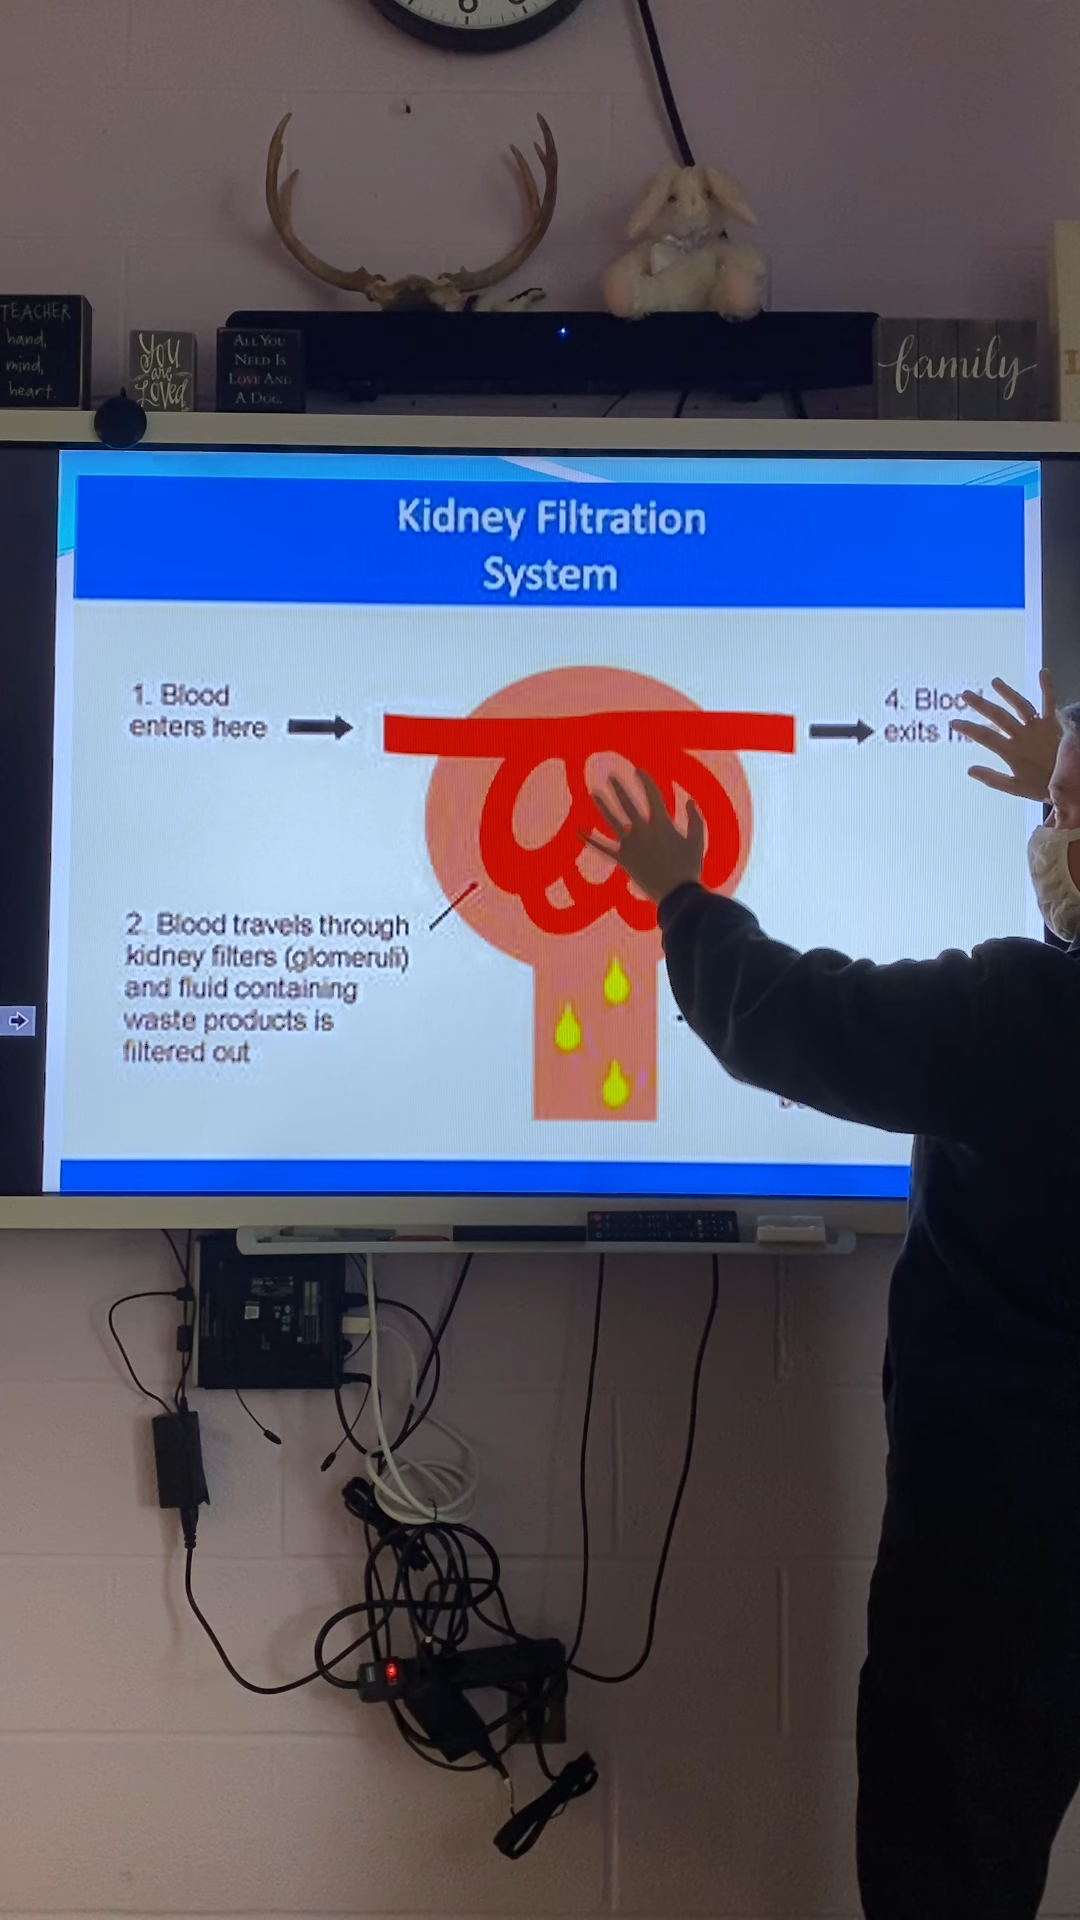 6
TEACHER
hand,
mind,
heart.
You
are
LOVED
ALL YOU
NEED IS
LOVE AND
A DOG.
family
Kidney Filtration
System
1. Blood
enters here
4. Blood
exits
2. Blood travels through
kidney filters (glomeruli)
and fluid containing
waste products is
filtered out